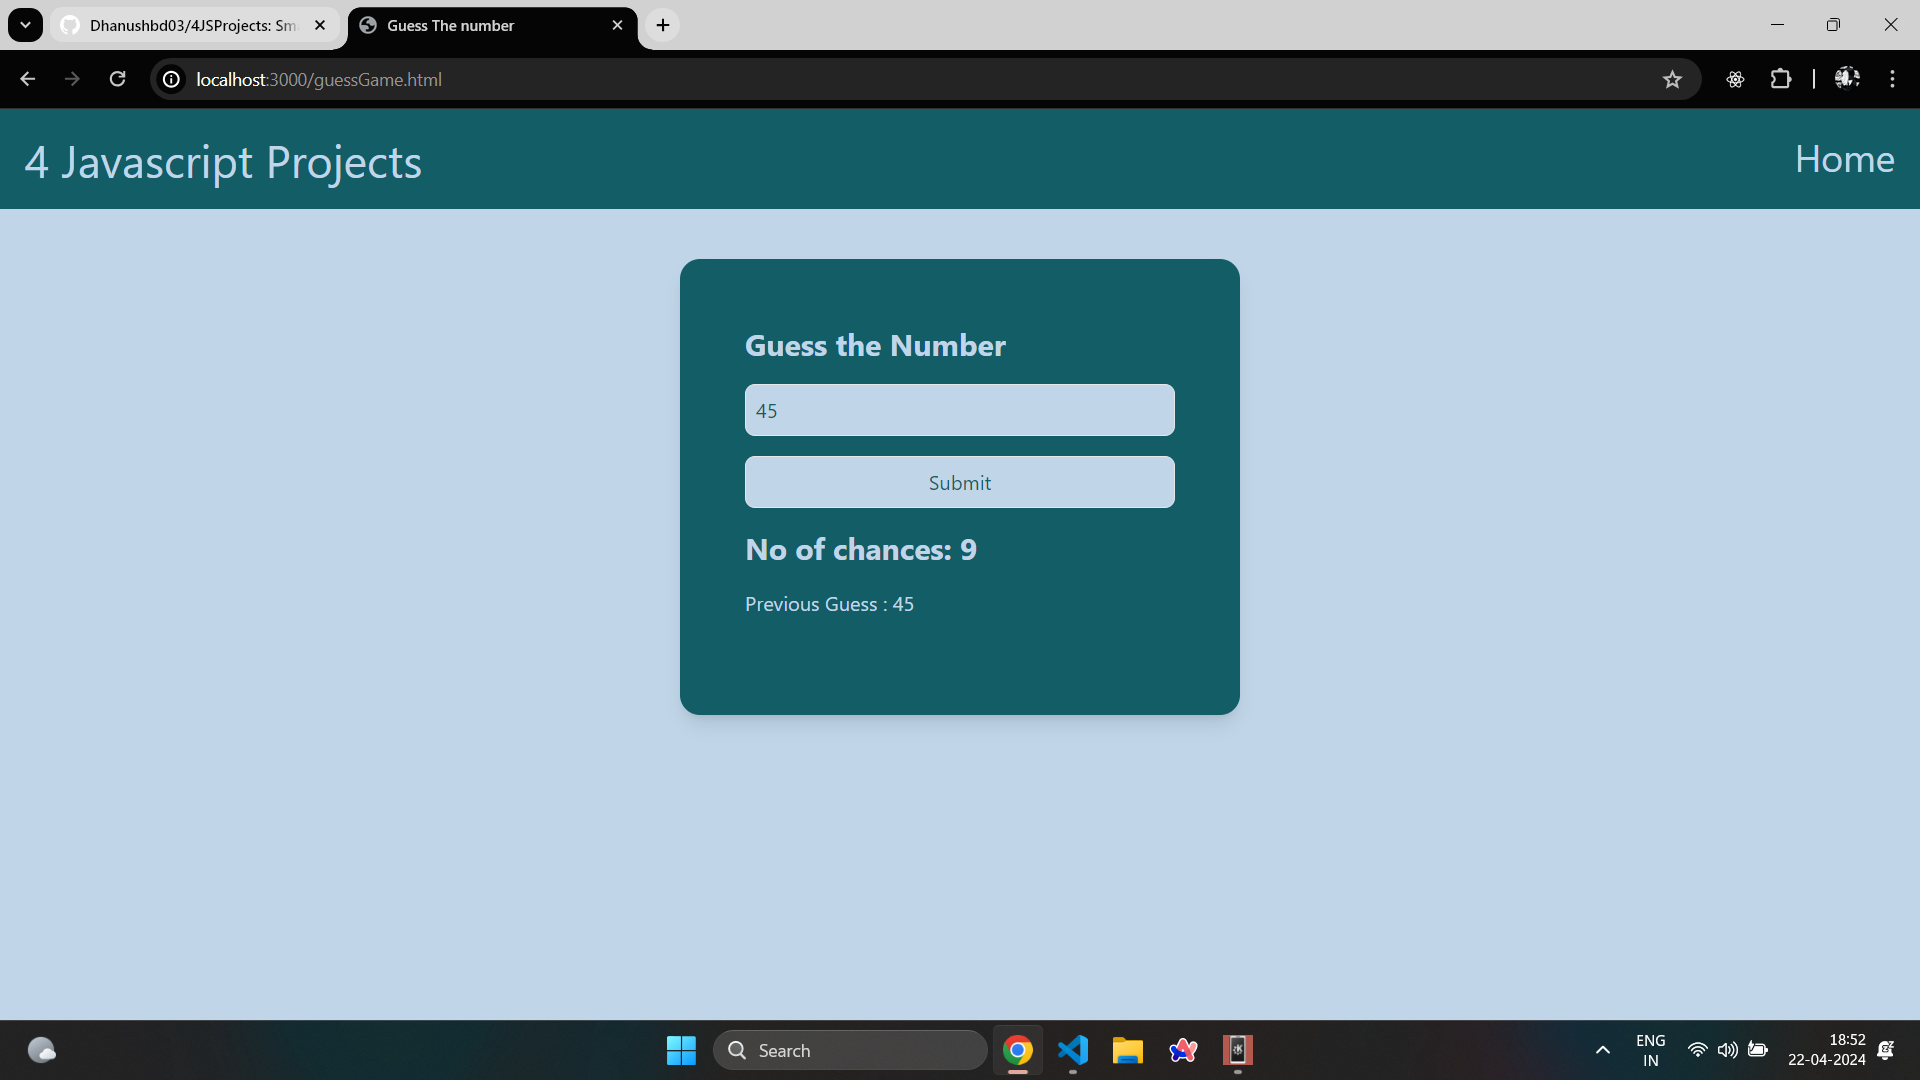 Dhanushbd03/4JSProjects: Sm
Guess The number
localhost:3000/guessGame.html
4 Javascript Projects
Home
Guess the Number
45
Submit
No of chances: 9
Previous Guess : 45
Search
ENG
IN
18:52
22-04-2024